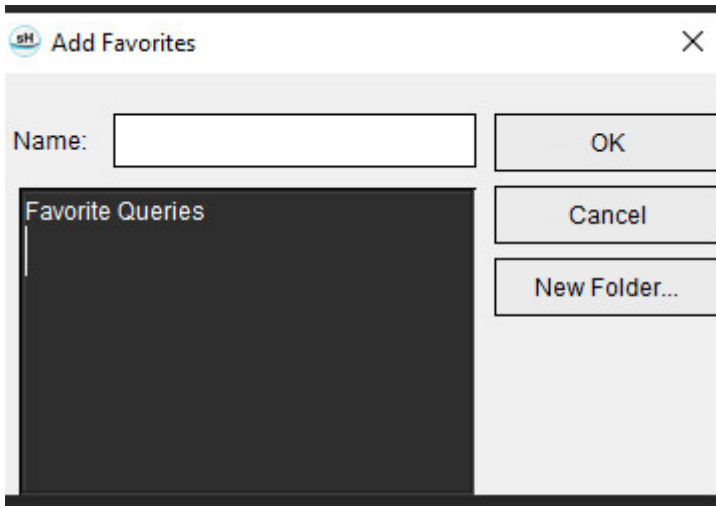 sH Add Favorites
Name:
OK
Favorite Queries
Cancel
New Folder...